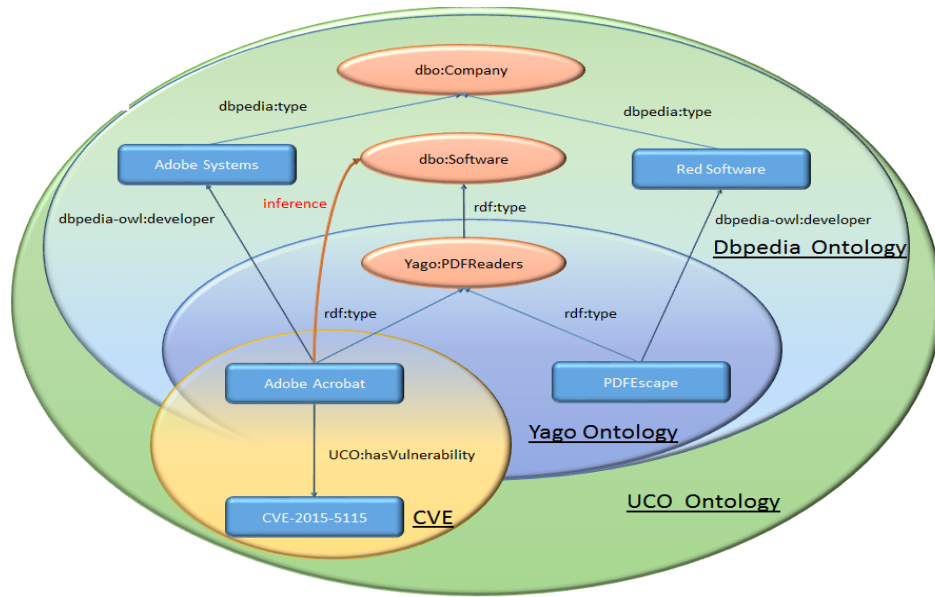 dbo:Company
dbpedia:type
dbpedia:type
Adobe Systems
dbo:Software
Red Software
inference
rdf:type
dbpedia-owl:developer
dbpedia-owl:developer
Dbpedia Ontology
Yago:PDFReaders
rdf:type
rdf:type
Adobe Acrobat
PDFEscape
Yago Ontology
UCO:hasVulnerability
UCO Ontology
CVE-2015-5115
CVE